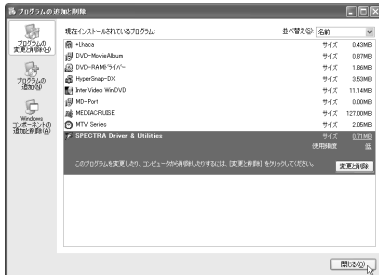 プログラムの追加と削除
現在インストールされているプログラム:
並べ替え(S): 名前
プログラムの
変更と削除(H)
プログラムの
追加(N)
Windows
コンポーネントの
追加と削除(A)
+Lhaca サイズ 0.43MB
DVD-MovieAlbum サイズ 0.87MB
DVD-RAMドライバー サイズ 1.86MB
HyperSnap-DX サイズ 3.53MB
InterVideo WinDVD サイズ 11.14MB
MD-Port サイズ 0.00MB
MEDIACRUISE サイズ 127.00MB
MTV Series サイズ 2.05MB
SPECTRA Driver & Utilities サイズ 0.71MB
使用頻度 低
このプログラムを変更したり、コンピュータから削除したりするには、[変更と削除] をクリックしてください。
変更と削除
閉じる(C)